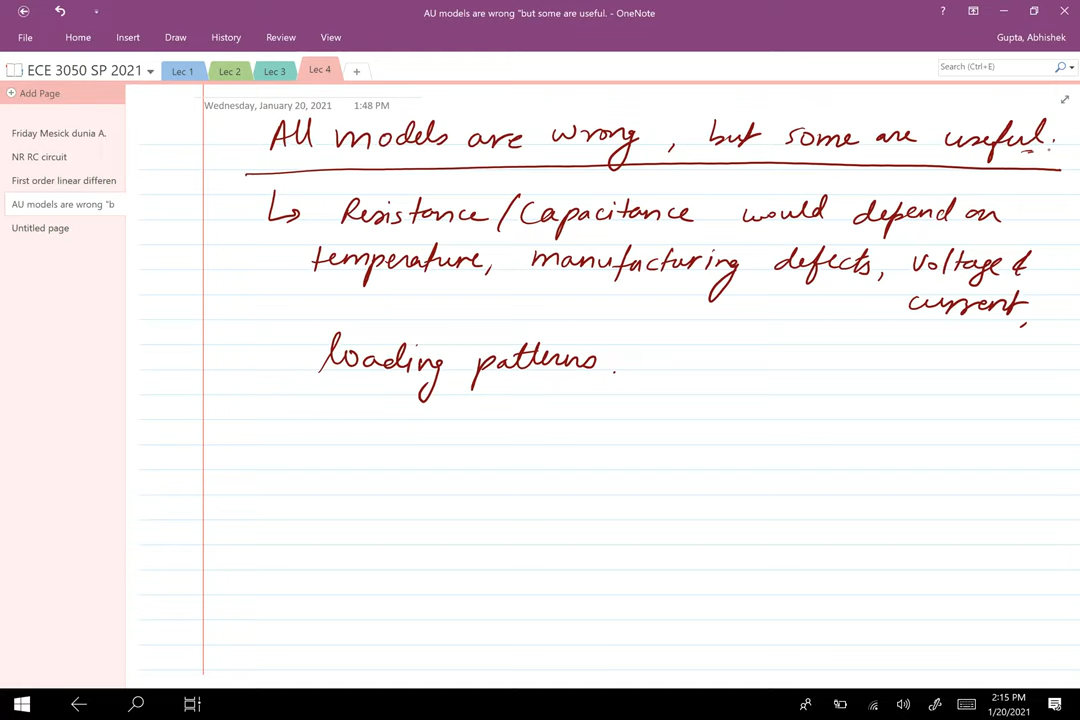 AU models are wrong "but some are useful. - OneNote
?
File
Home
Insert
Draw
History
Review
View
Gupta, Abhishek
ECE 3050 SP 2021
Lec 1
Lec 2
Lec 3
Lec 4
Search (Ctrl+E)
Add Page
Friday Mesick dunia A.
NR RC circuit
First order linear differen
AU models are wrong "b
Untitled page
Wednesday, January 20, 2021 1:48 PM
All models are wrong, but some are useful.
↳ Resistance/Capacitance would depend on
temperature, manufacturing defects, voltage &
current,
loading patterns.
2:15 PM
1/20/2021